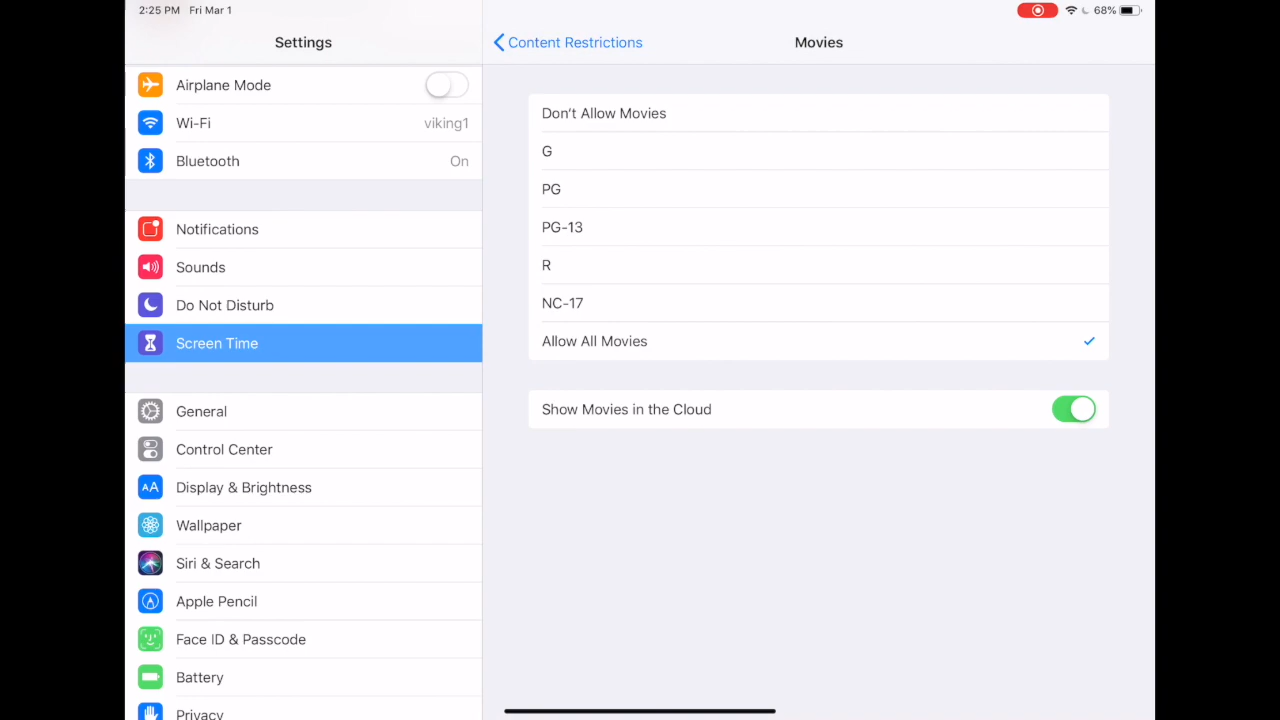 2:25 PM Fri Mar 1
68%
Settings
Airplane Mode
Wi-Fi viking1
Bluetooth On
Notifications
Sounds
Do Not Disturb
Screen Time
General
Control Center
AA Display & Brightness
Wallpaper
Siri & Search
Apple Pencil
Face ID & Passcode
Battery
Privacy
Content Restrictions
Movies
Don't Allow Movies
G
PG
PG-13
R
NC-17
Allow All Movies
Show Movies in the Cloud